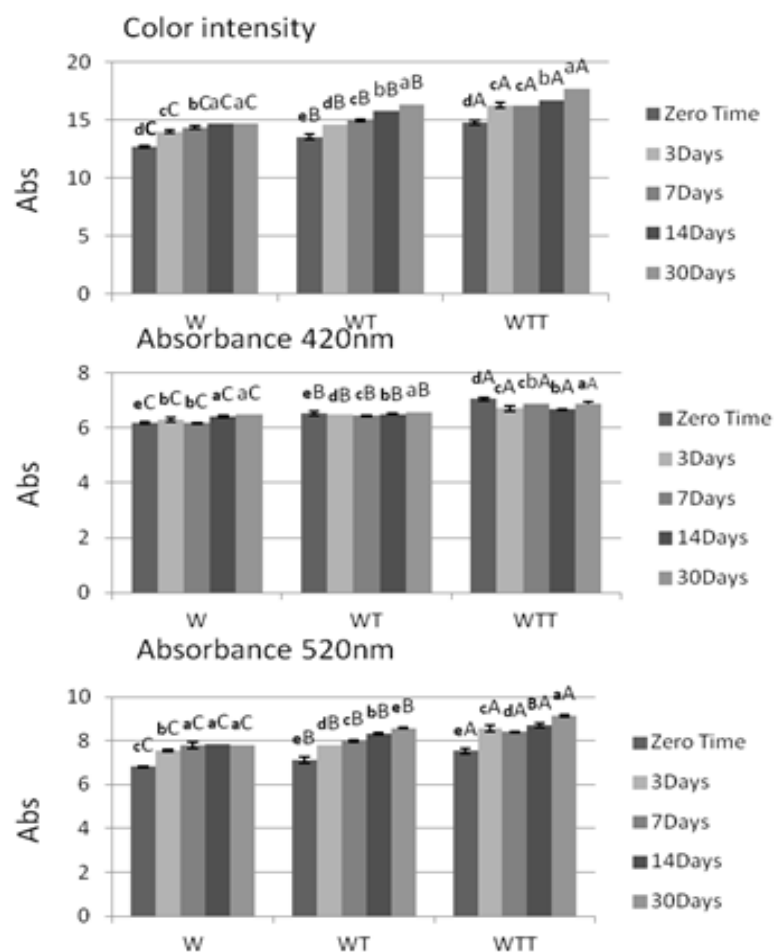 Color intensity
20
15
10
5
0
Abs
dC cC bC aC aC
eB dB cB bB aB
dA cA cA bA aA
W WT WTT
Zero Time
3Days
7Days
14Days
30Days
Absorbance 420nm
8
6
4
2
0
Abs
eC bC bC aC aC
eB dB cB bB aB
dA cA cbA bA aA
W WT WTT
Zero Time
3Days
7Days
14Days
30Days
Absorbance 520nm
10
8
6
4
2
0
Abs
cC bC aC aC aC
eB dB cB bB eB
eA cA dA BA aA
W WT WTT
Zero Time
3Days
7Days
14Days
30Days